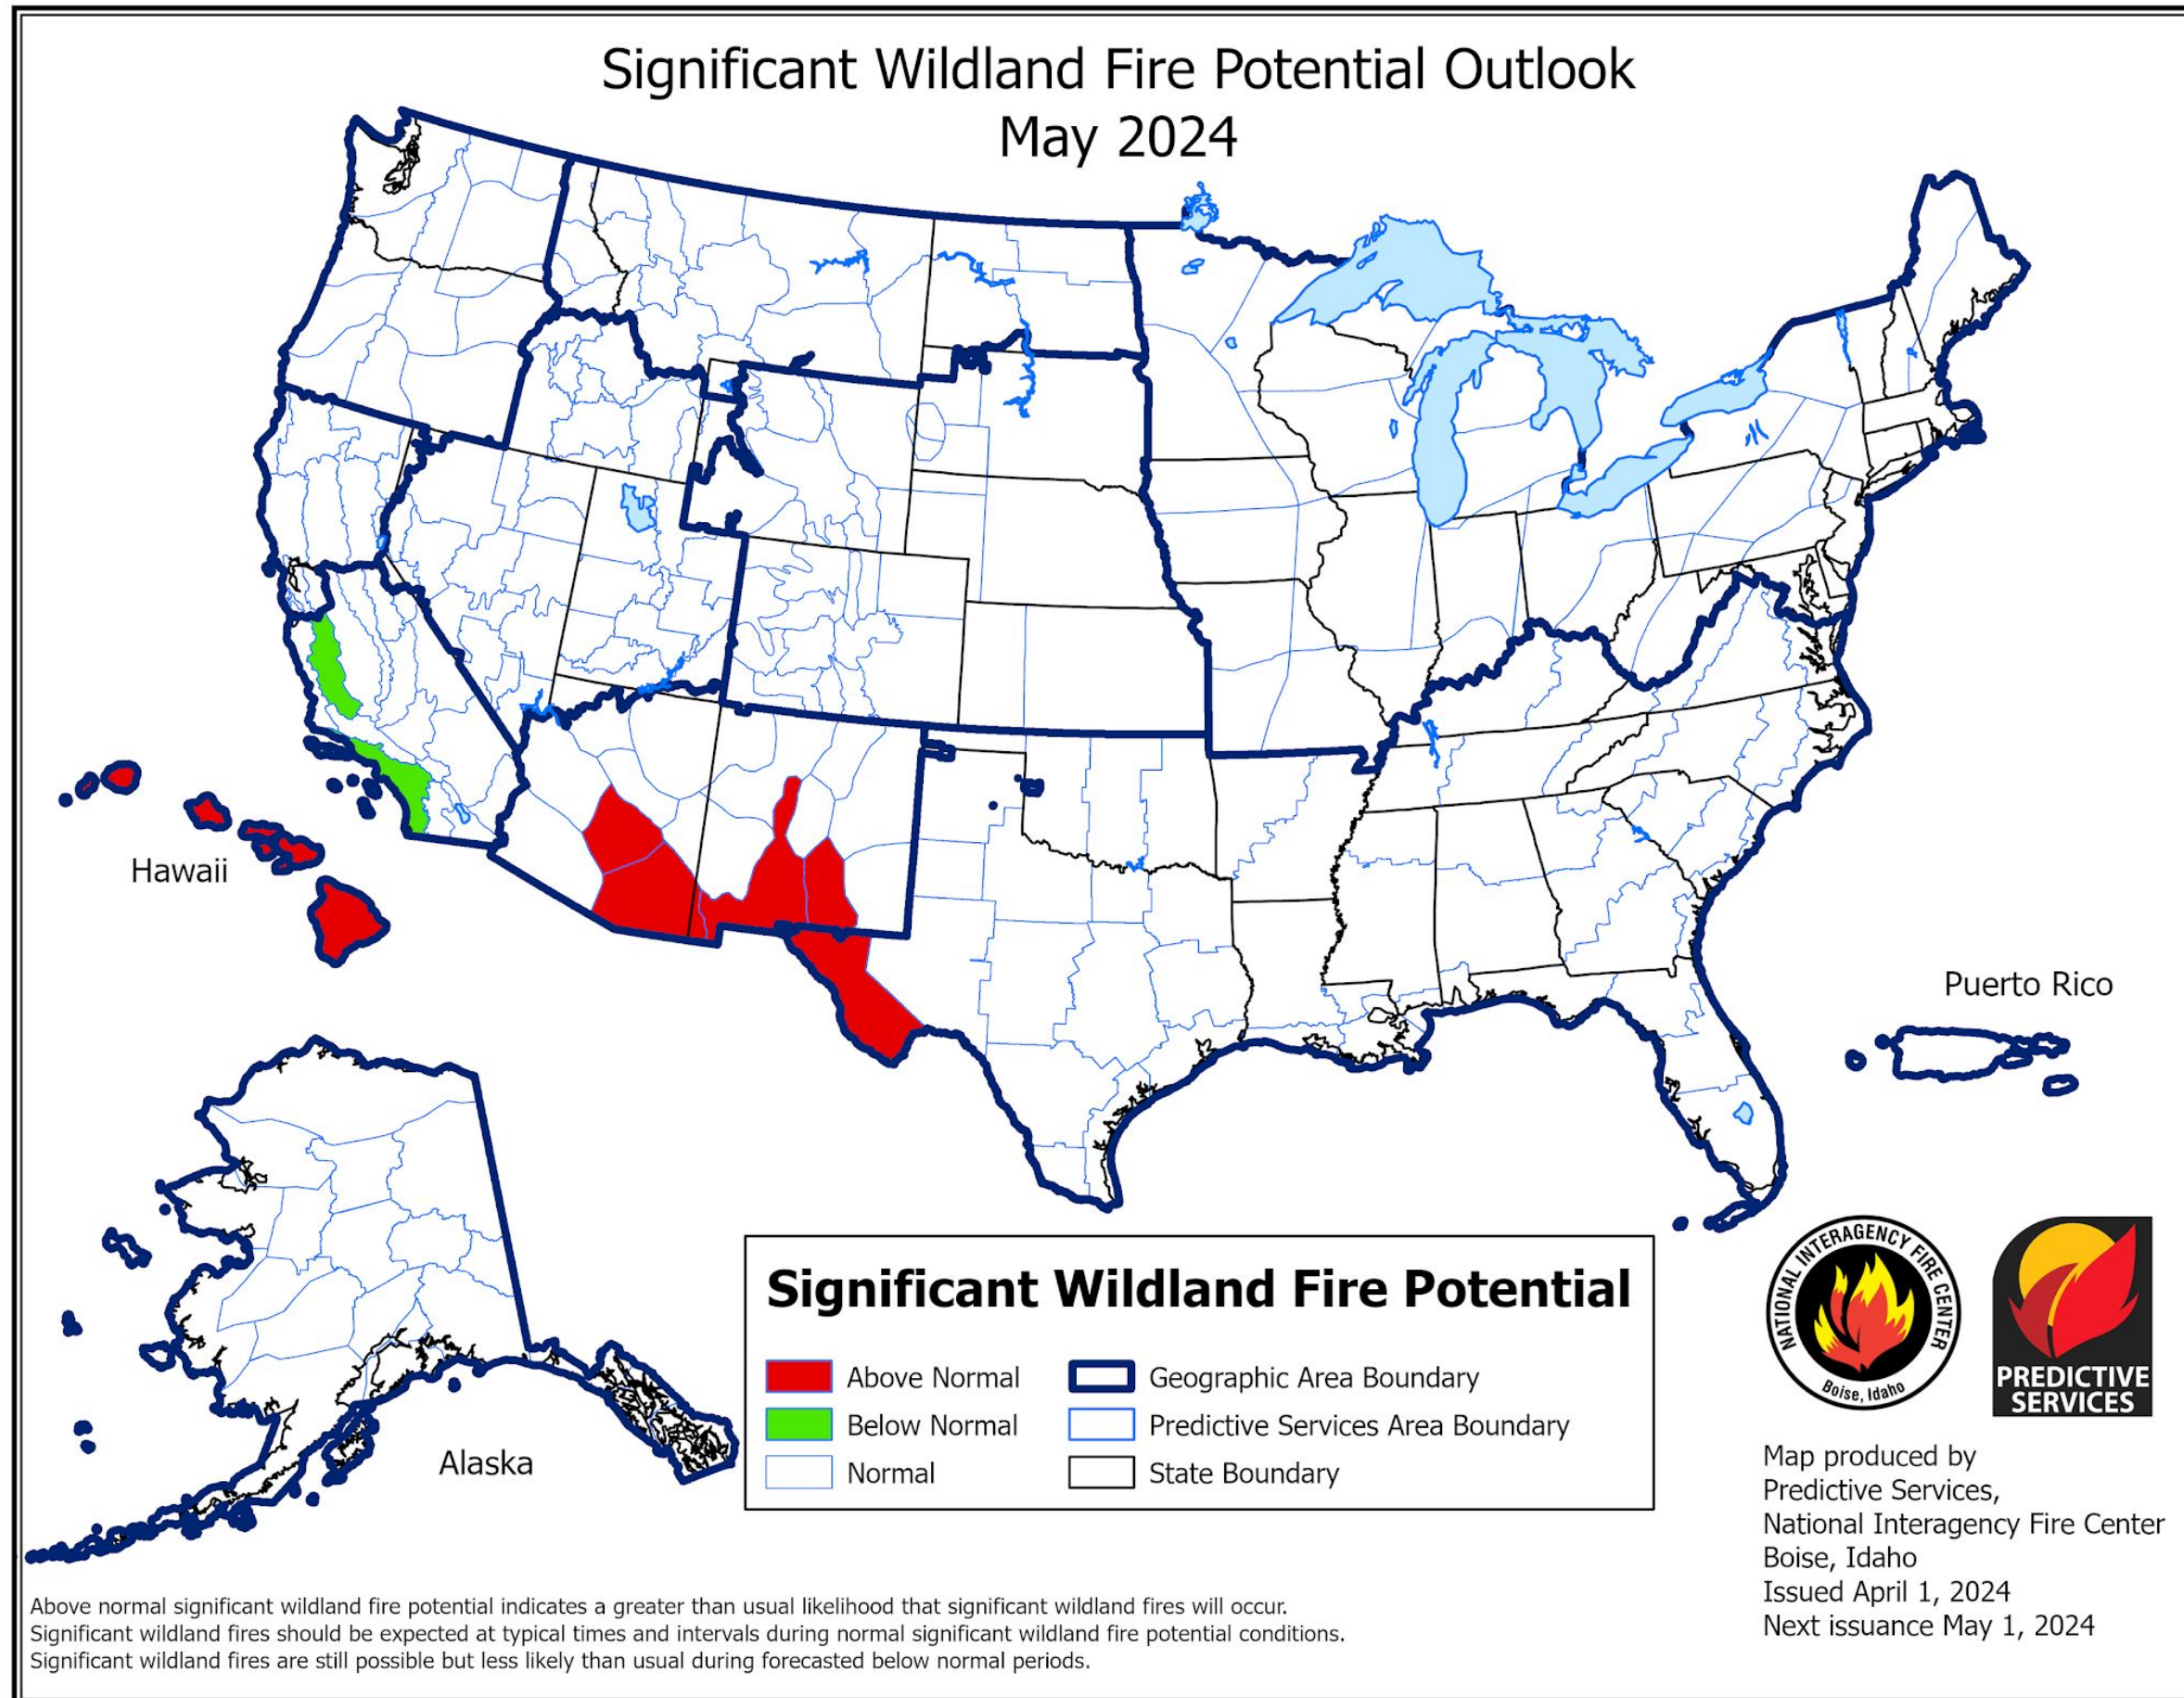 Significant Wildland Fire Potential Outlook
May 2024
Hawaii
Puerto Rico
Alaska
Significant Wildland Fire Potential
Above Normal
Below Normal
Normal
Geographic Area Boundary
Predictive Services Area Boundary
State Boundary
NATIONAL INTERAGENCY FIRE CENTER
Boise, Idaho
PREDICTIVE
SERVICES
Map produced by
Predictive Services,
National Interagency Fire Center
Boise, Idaho
Issued April 1, 2024
Next issuance May 1, 2024
Above normal significant wildland fire potential indicates a greater than usual likelihood that significant wildland fires will occur.
Significant wildland fires should be expected at typical times and intervals during normal significant wildland fire potential conditions.
Significant wildland fires are still possible but less likely than usual during forecasted below normal periods.